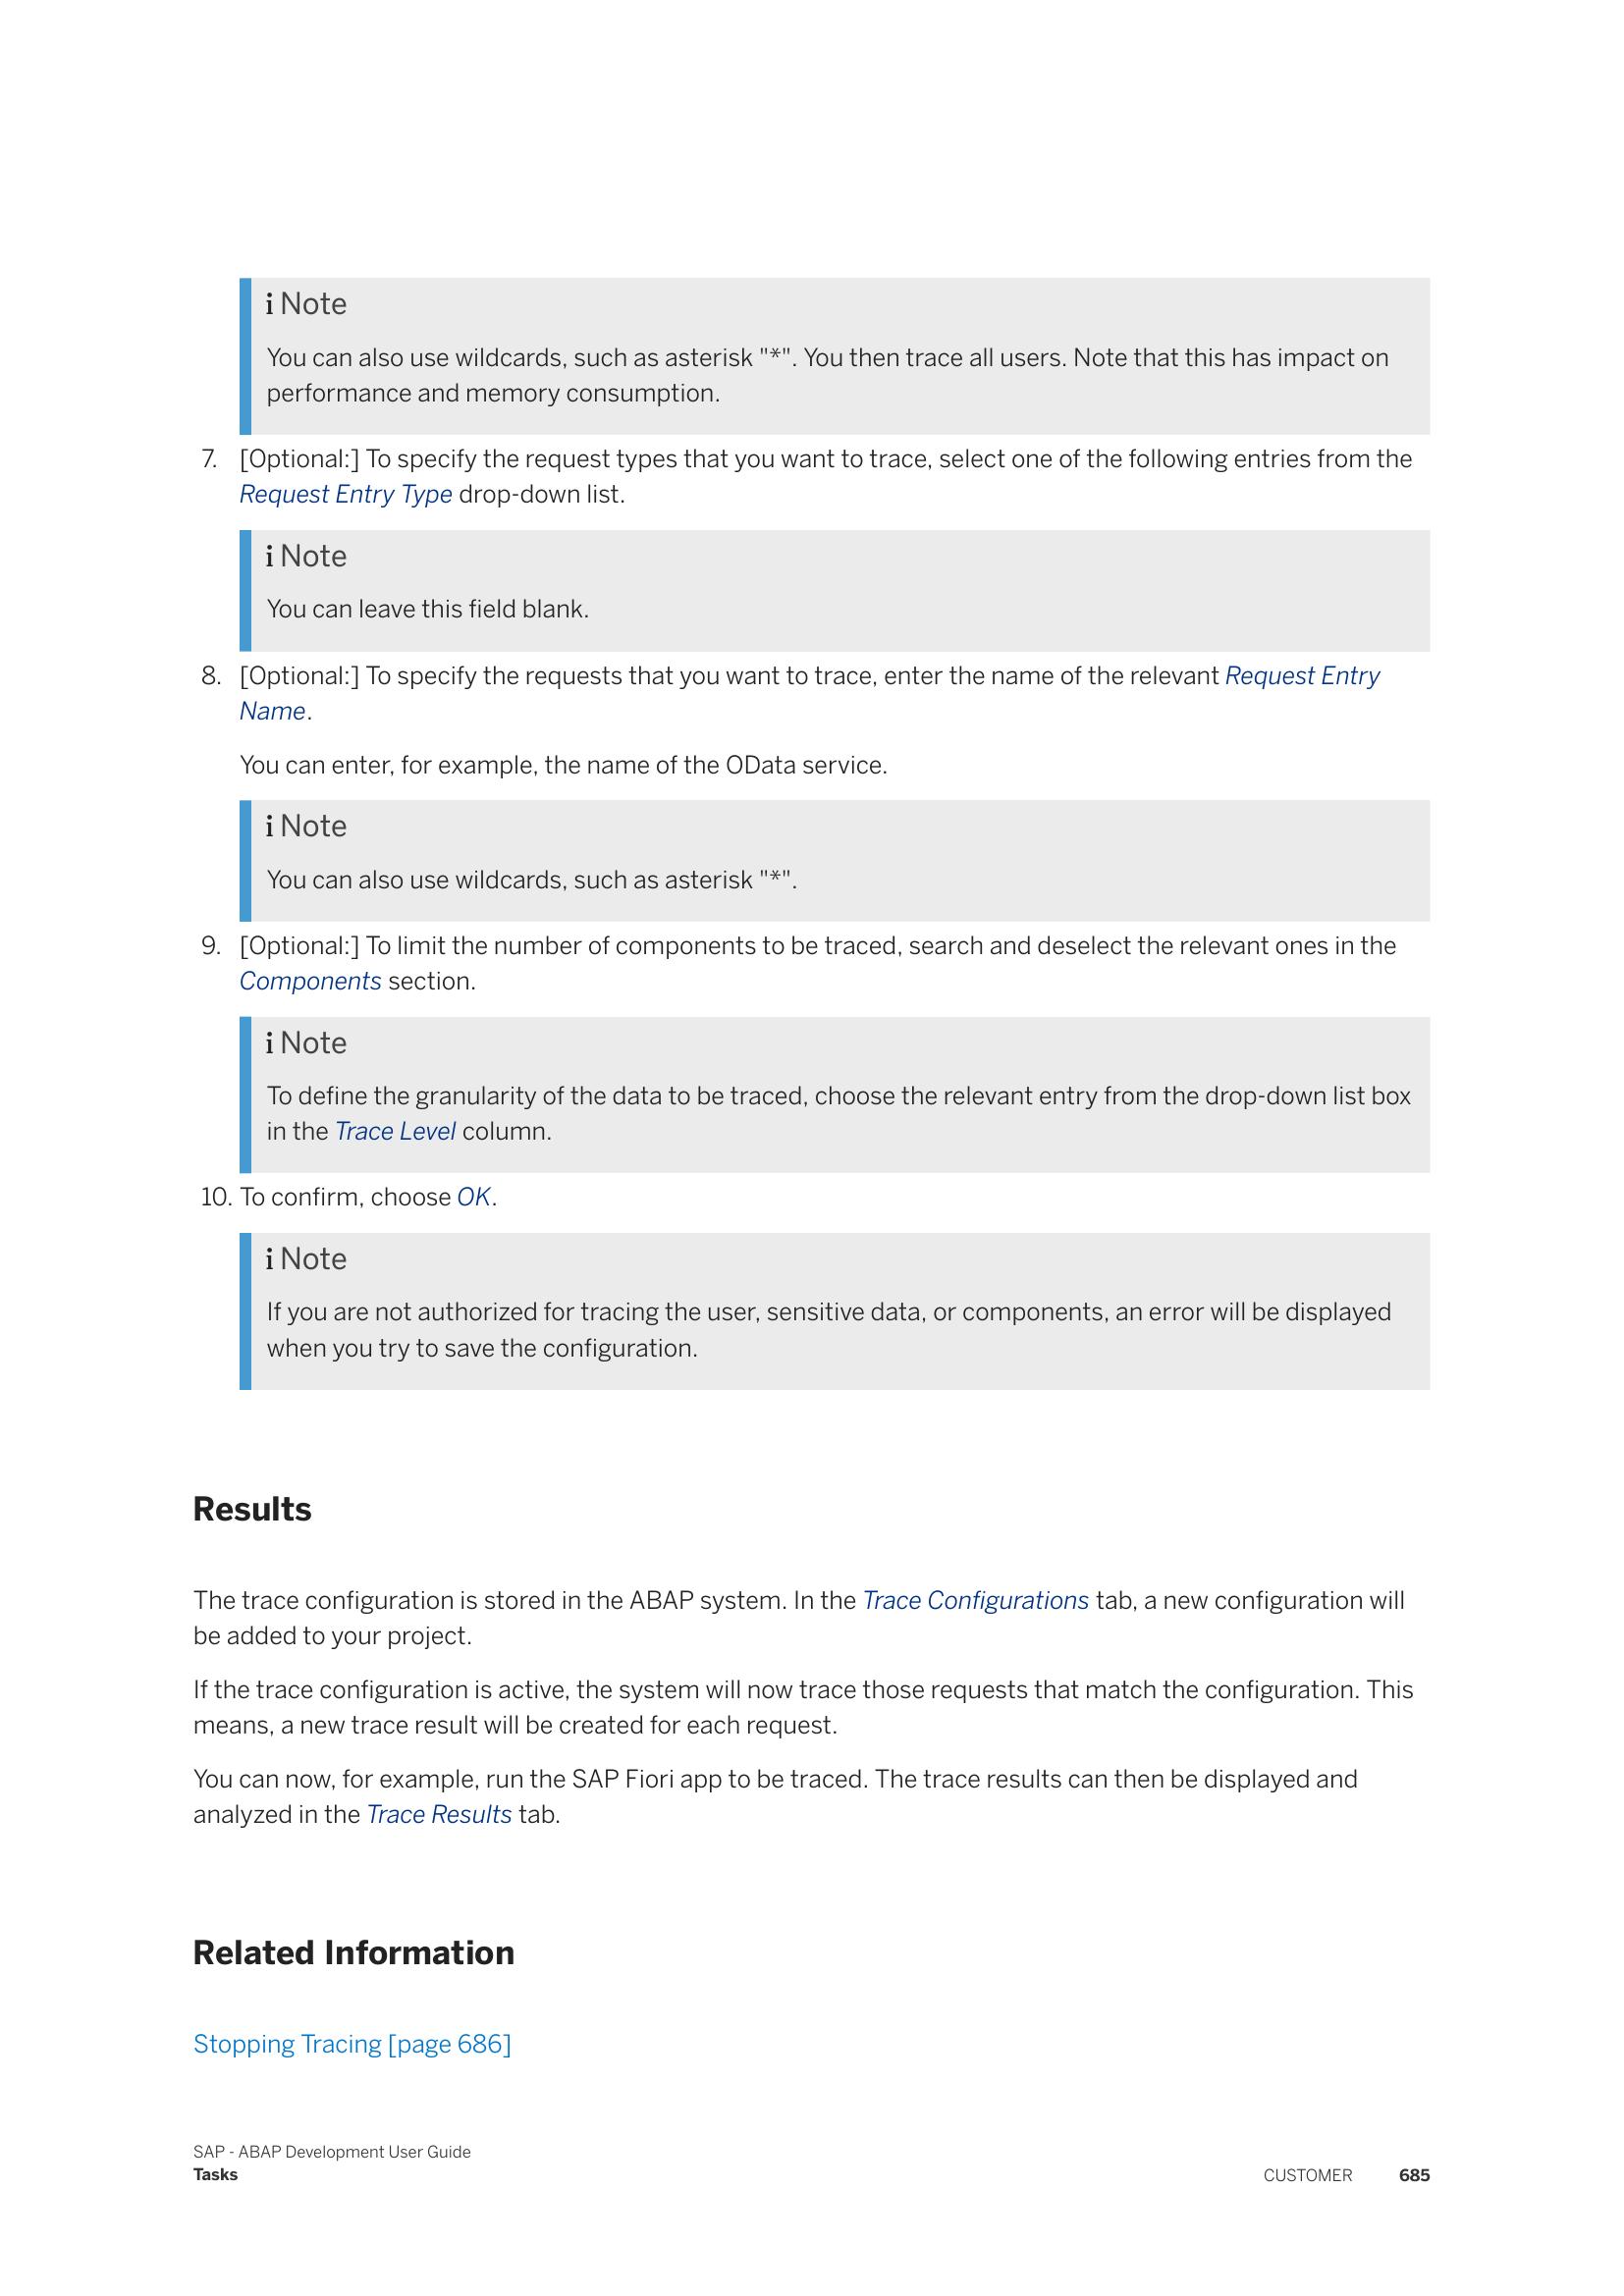 i Note
You can also use wildcards, such as asterisk "*". You then trace all users. Note that this has impact on
performance and memory consumption.
7. [Optional:] To specify the request types that you want to trace, select one of the following entries from the
Request Entry Type drop-down list.
i Note
You can leave this field blank.
8. [Optional:] To specify the requests that you want to trace, enter the name of the relevant Request Entry
Name.
You can enter, for example, the name of the OData service.
i Note
You can also use wildcards, such as asterisk "*".
9. [Optional:] To limit the number of components to be traced, search and deselect the relevant ones in the
Components section.
i Note
To define the granularity of the data to be traced, choose the relevant entry from the drop-down list box
in the Trace Level column.
10. To confirm, choose OK.
i Note
If you are not authorized for tracing the user, sensitive data, or components, an error will be displayed
when you try to save the configuration.
Results
The trace configuration is stored in the ABAP system. In the Trace Configurations tab, a new configuration will
be added to your project.
If the trace configuration is active, the system will now trace those requests that match the configuration. This
means, a new trace result will be created for each request.
You can now, for example, run the SAP Fiori app to be traced. The trace results can then be displayed and
analyzed in the Trace Results tab.
Related Information
Stopping Tracing [page 686]
SAP - ABAP Development User Guide
Tasks
CUSTOMER 685